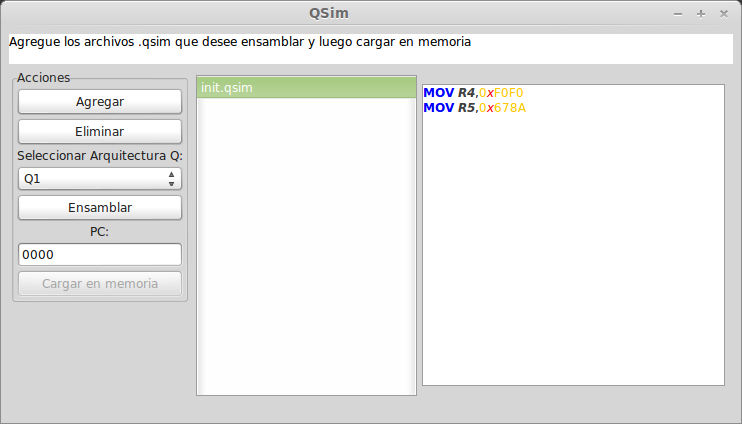 QSim
Agregue los archivos .qsim que desee ensamblar y luego cargar en memoria
Acciones
Agregar
Eliminar
Seleccionar Arquitectura Q:
Q1
Ensamblar
PC:
0000
Cargar en memoria
init.qsim
MOV R4,0xF0F0
MOV R5,0x678A